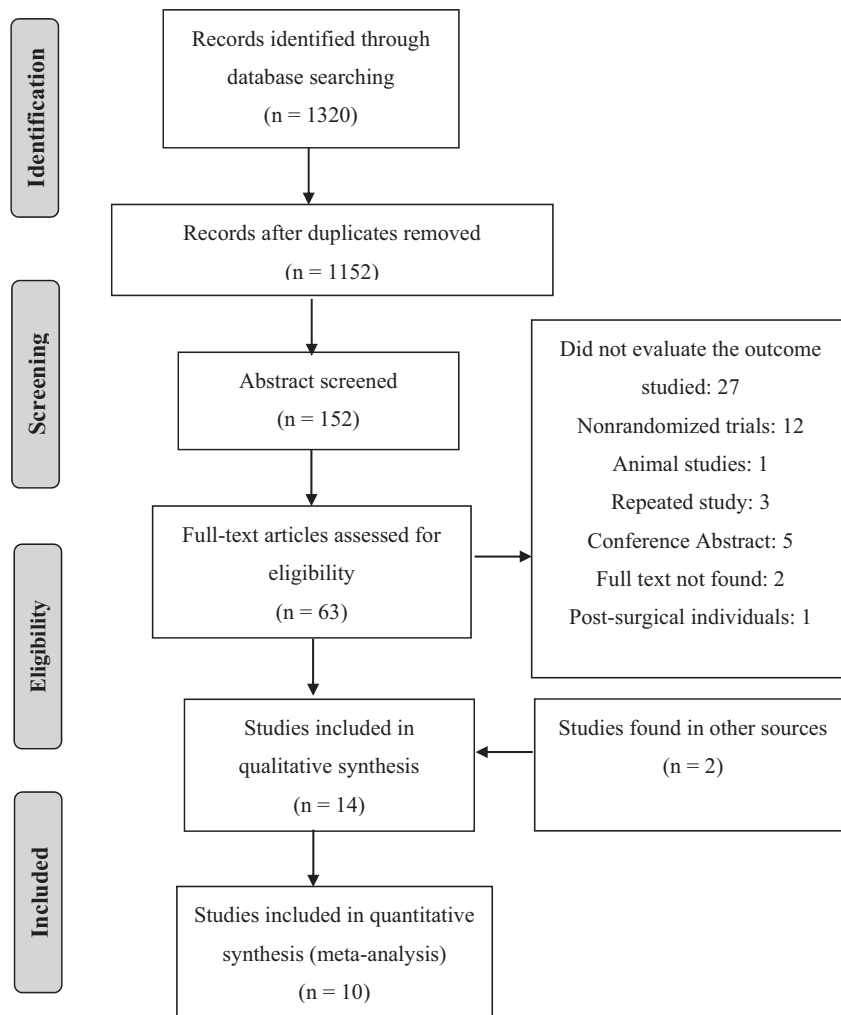 Identification
Records identified through
database searching
(n = 1320)
Records after duplicates removed
(n = 1152)
Screening
Abstract screened
(n = 152)
Did not evaluate the outcome
studied: 27
Nonrandomized trials: 12
Animal studies: 1
Repeated study: 3
Conference Abstract: 5
Full text not found: 2
Post-surgical individuals: 1
Eligibility
Full-text articles assessed for
eligibility
(n = 63)
Studies included in
qualitative synthesis
(n = 14)
Studies found in other sources
(n = 2)
Included
Studies included in quantitative
synthesis (meta-analysis)
(n = 10)